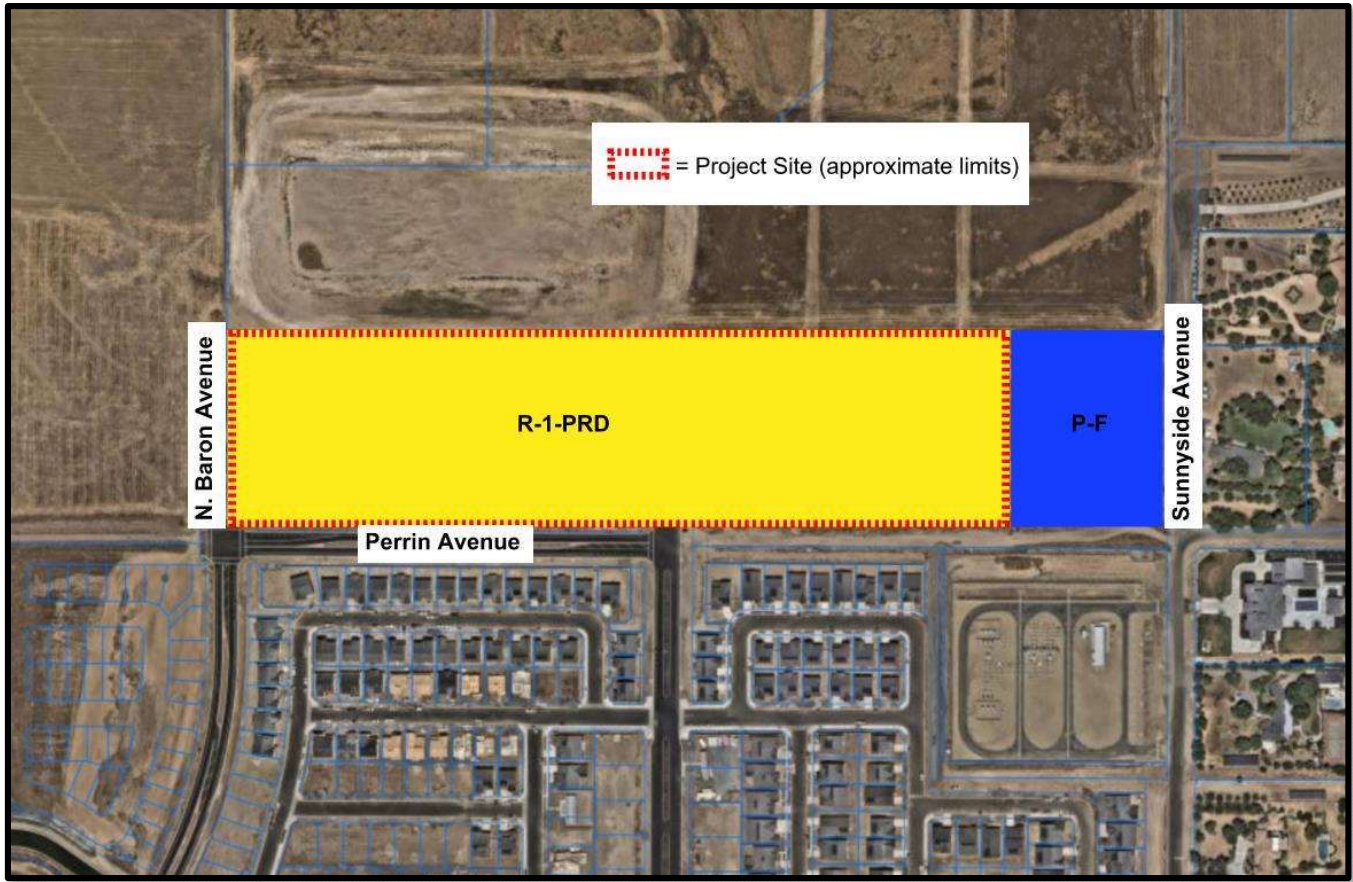 = Project Site (approximate limits)
N. Baron Avenue
R-1-PRD
P-F
Sunnyside Avenue
Perrin Avenue